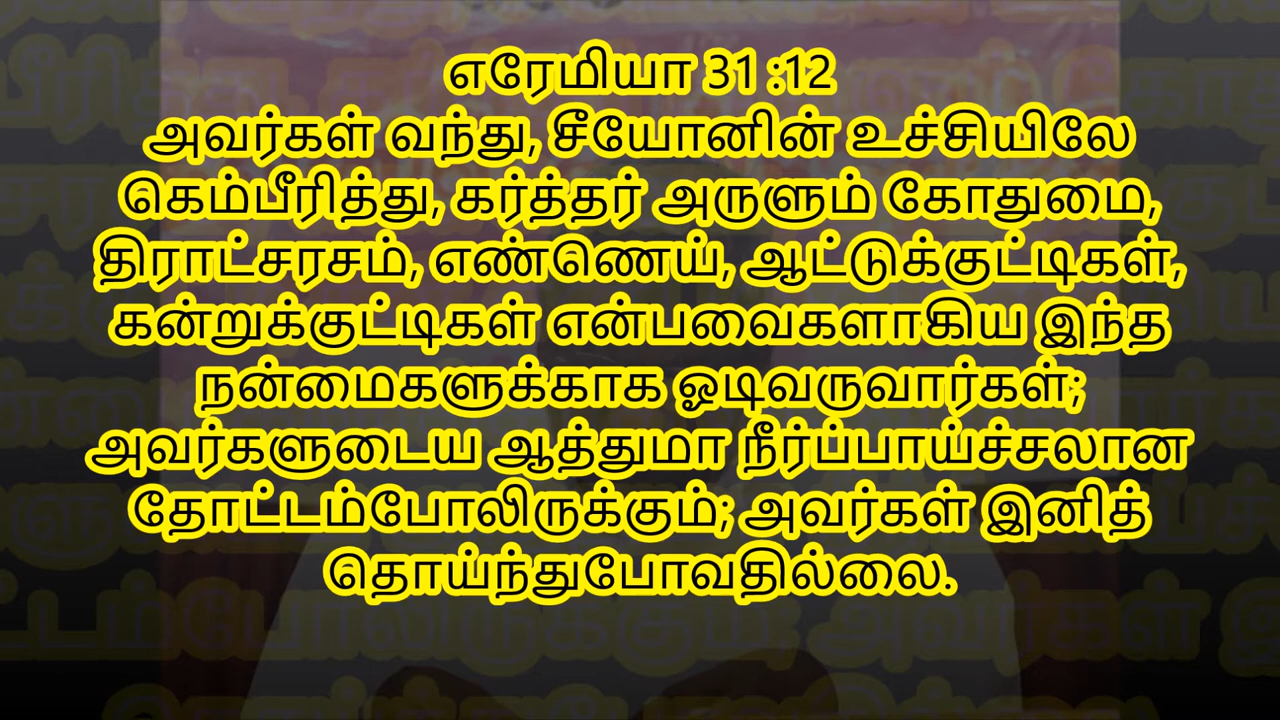 எரேமியா 31 :12
அவர்கள் வந்து, சீயோனின் உச்சியிலே
கெம்பீரித்து, கர்த்தர் அருளும் கோதுமை,
திராட்சரசம், எண்ணெய், ஆட்டுக்குட்டிகள்,
கன்றுக்குட்டிகள் என்பவைகளாகிய இந்த
நன்மைகளுக்காக ஓடிவருவார்கள்;
அவர்களுடைய ஆத்துமா நீர்ப்பாய்ச்சலான
தோட்டம்போலிருக்கும்; அவர்கள் இனித்
தொய்ந்துபோவதில்லை.